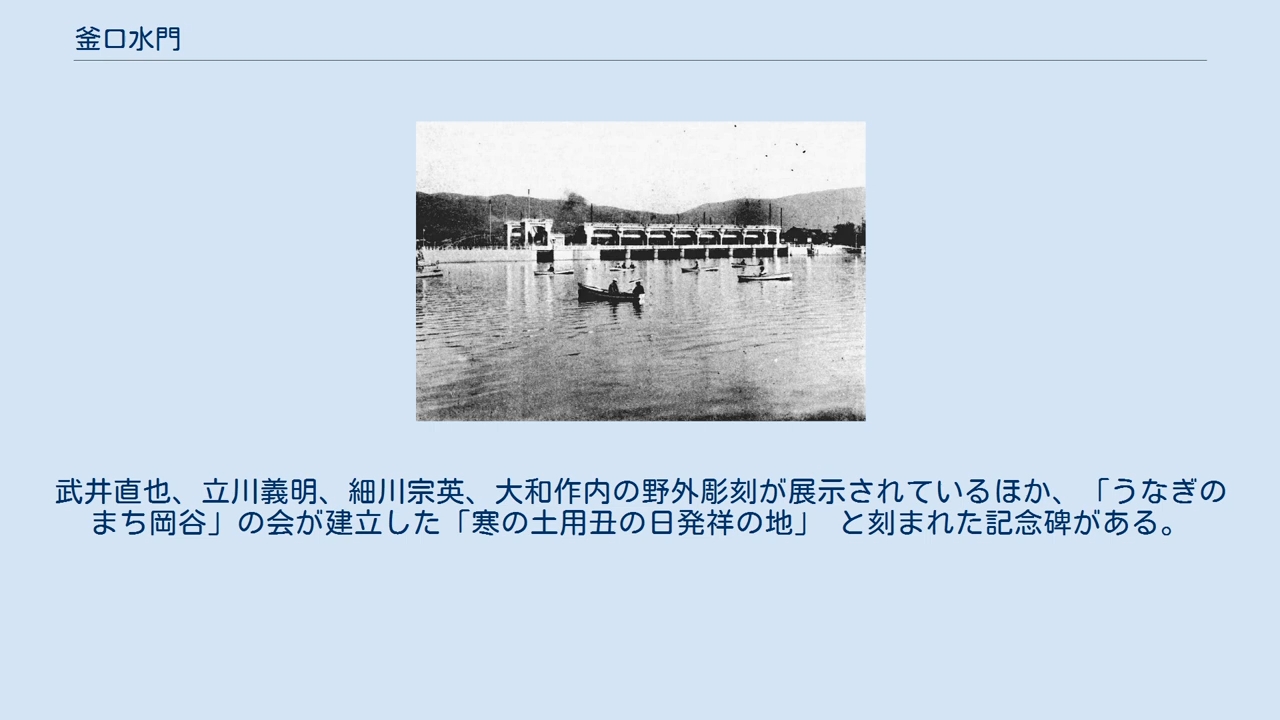 釜口水門
武井直也、立川義明、細川宗英、大和作内の野外彫刻が展示されているほか、「うなぎの
まち岡谷」の会が建立した「寒の土用丑の日発祥の地」 と刻まれた記念碑がある。